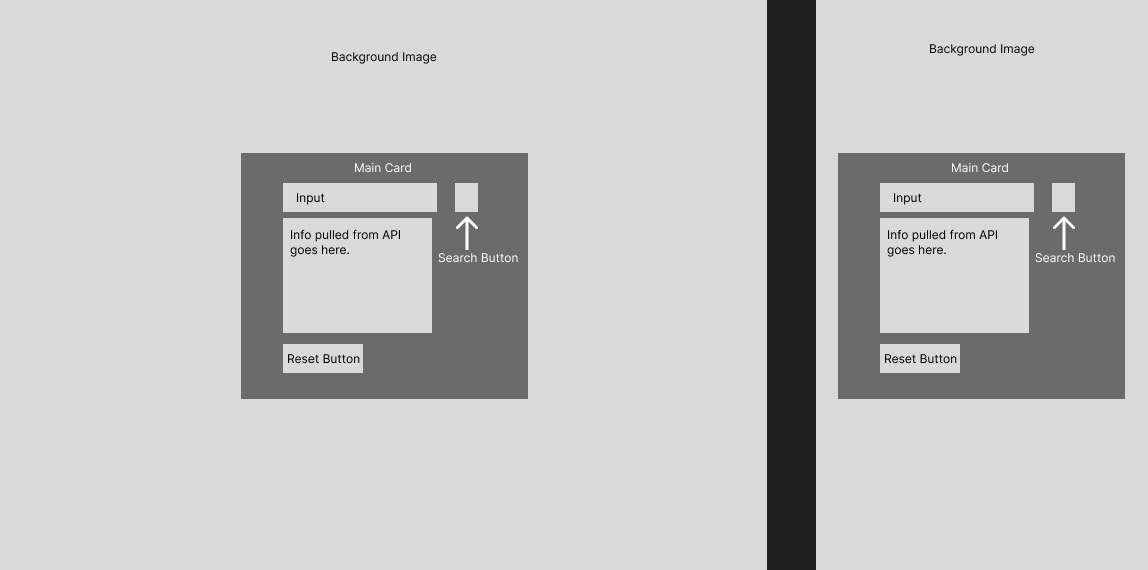 Background Image
Main Card
Input
Info pulled from API
goes here.
Search Button
Reset Button
Background Image
Main Card
Input
Info pulled from API
goes here.
Search Button
Reset Button